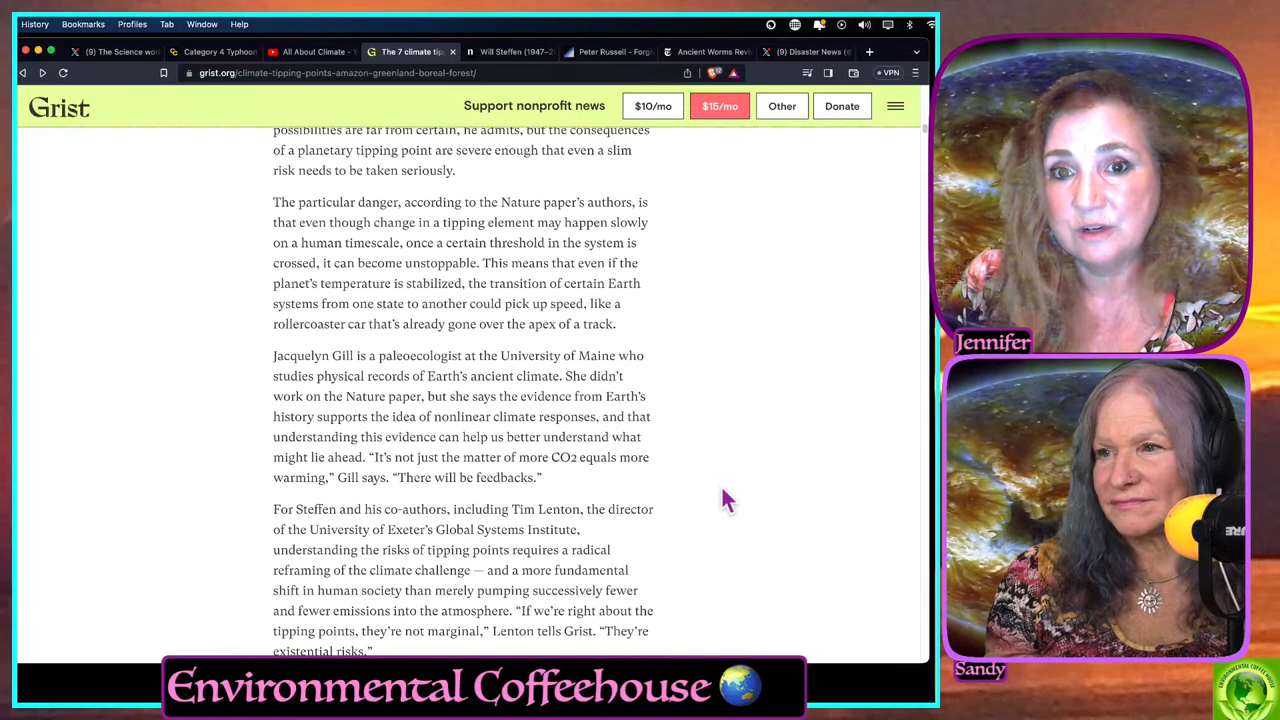 History Bookmarks Profiles Tab Window Help
(9) The Science wor
Category 4 Typhoon
All About Climate - Y
The 7 climate tip
Will Steffen (1947–2
Peter Russell - Forg
Ancient Worms Revi
(9) Disaster News (@
grist.org/climate-tipping-points-amazon-greenland-boreal-forest/
VPN
Grist
Support nonprofit news
$10/mo
$15/mo
Other
Donate
possibilities are far from certain, he admits, but the consequences
of a planetary tipping point are severe enough that even a slim
risk needs to be taken seriously.
The particular danger, according to the Nature paper’s authors, is
that even though change in a tipping element may happen slowly
on a human timescale, once a certain threshold in the system is
crossed, it can become unstoppable. This means that even if the
planet’s temperature is stabilized, the transition of certain Earth
systems from one state to another could pick up speed, like a
rollercoaster car that’s already gone over the apex of a track.
Jacquelyn Gill is a paleoecologist at the University of Maine who
studies physical records of Earth’s ancient climate. She didn’t
work on the Nature paper, but she says the evidence from Earth’s
history supports the idea of nonlinear climate responses, and that
understanding this evidence can help us better understand what
might lie ahead. “It’s not just the matter of more CO2 equals more
warming,” Gill says. “There will be feedbacks.”
For Steffen and his co-authors, including Tim Lenton, the director
of the University of Exeter’s Global Systems Institute,
understanding the risks of tipping points requires a radical
reframing of the climate challenge — and a more fundamental
shift in human society than merely pumping successively fewer
and fewer emissions into the atmosphere. “If we’re right about the
tipping points, they’re not marginal,” Lenton tells Grist. “They’re
existential risks.”
Jennifer
Sandy
Environmental Coffeehouse